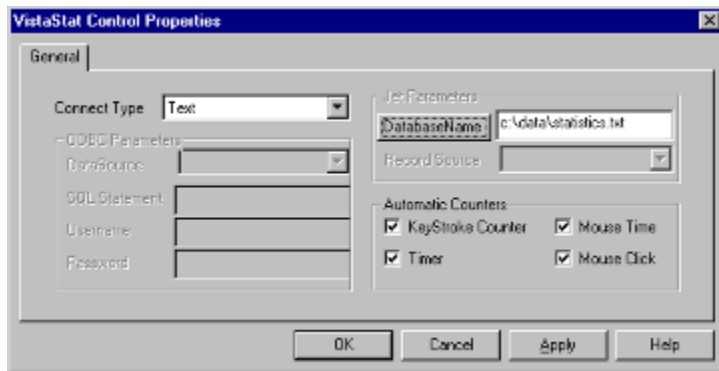 VistaStat Control Properties
General
Connect Type Text
ODBC Parameters
DataSource
SQL Statement
Username
Password
Jet Parameters
DatabaseName c:\data\statistics.txt
Record Source
Automatic Counters
KeyStroke Counter Mouse Time
Timer Mouse Click
OK Cancel Apply Help